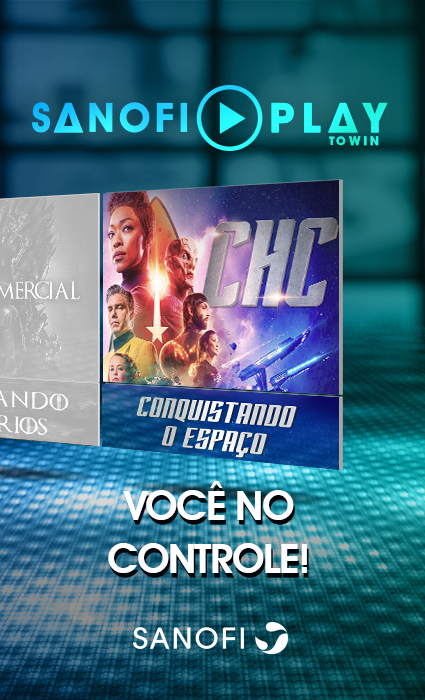 SANOFI PLAY
TO WIN
MERCIAL
CHC
ANDO
RIOS
CONQUISTANDO
O ESPAÇO
VOCÊ NO
CONTROLE!
SANOFI